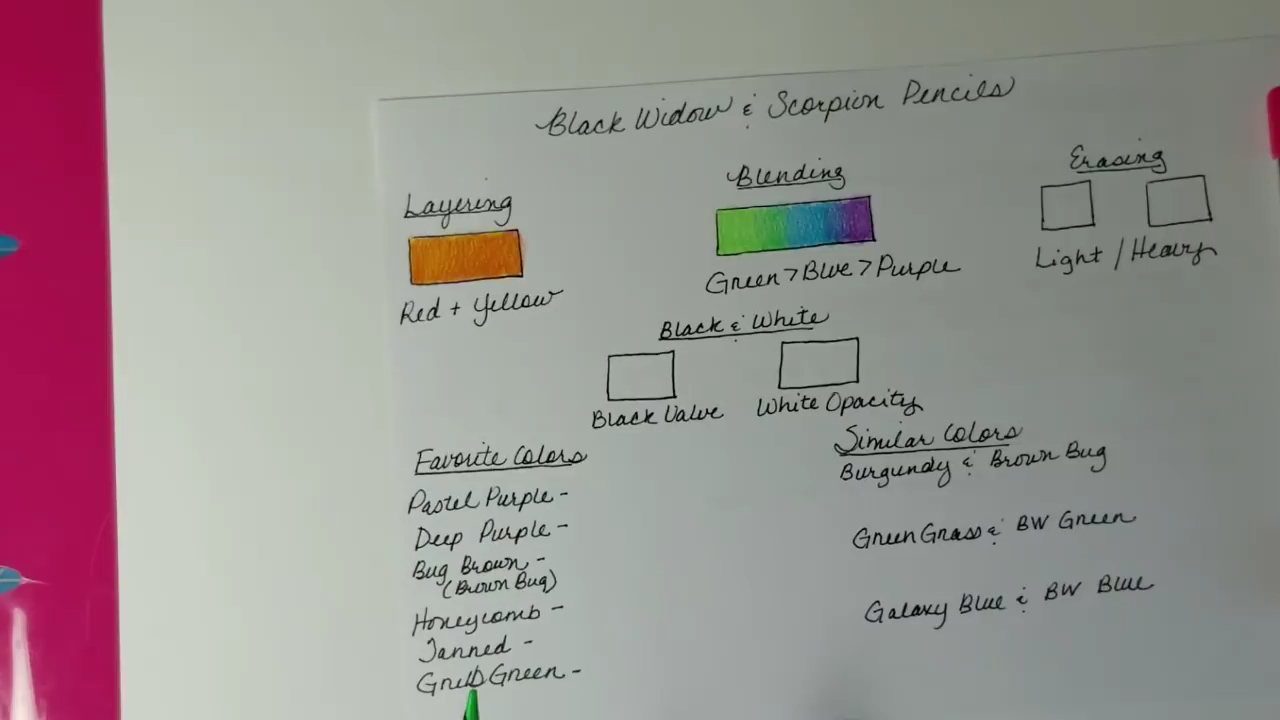 Black Widow & Scorpion Pencils
Layering
Red + Yellow
Blending
Green > Blue > Purple
Erasing
Light / Heavy
Black & White
Black Value
White Opacity
Favorite Colors
Pastel Purple -
Deep Purple -
Bug Brown -
(Brown Bug)
Honeycomb -
Tanned -
Green -
Similar Colors
Burgundy & Brown Bug
Green Grass & BW Green
Galaxy Blue & BW Blue